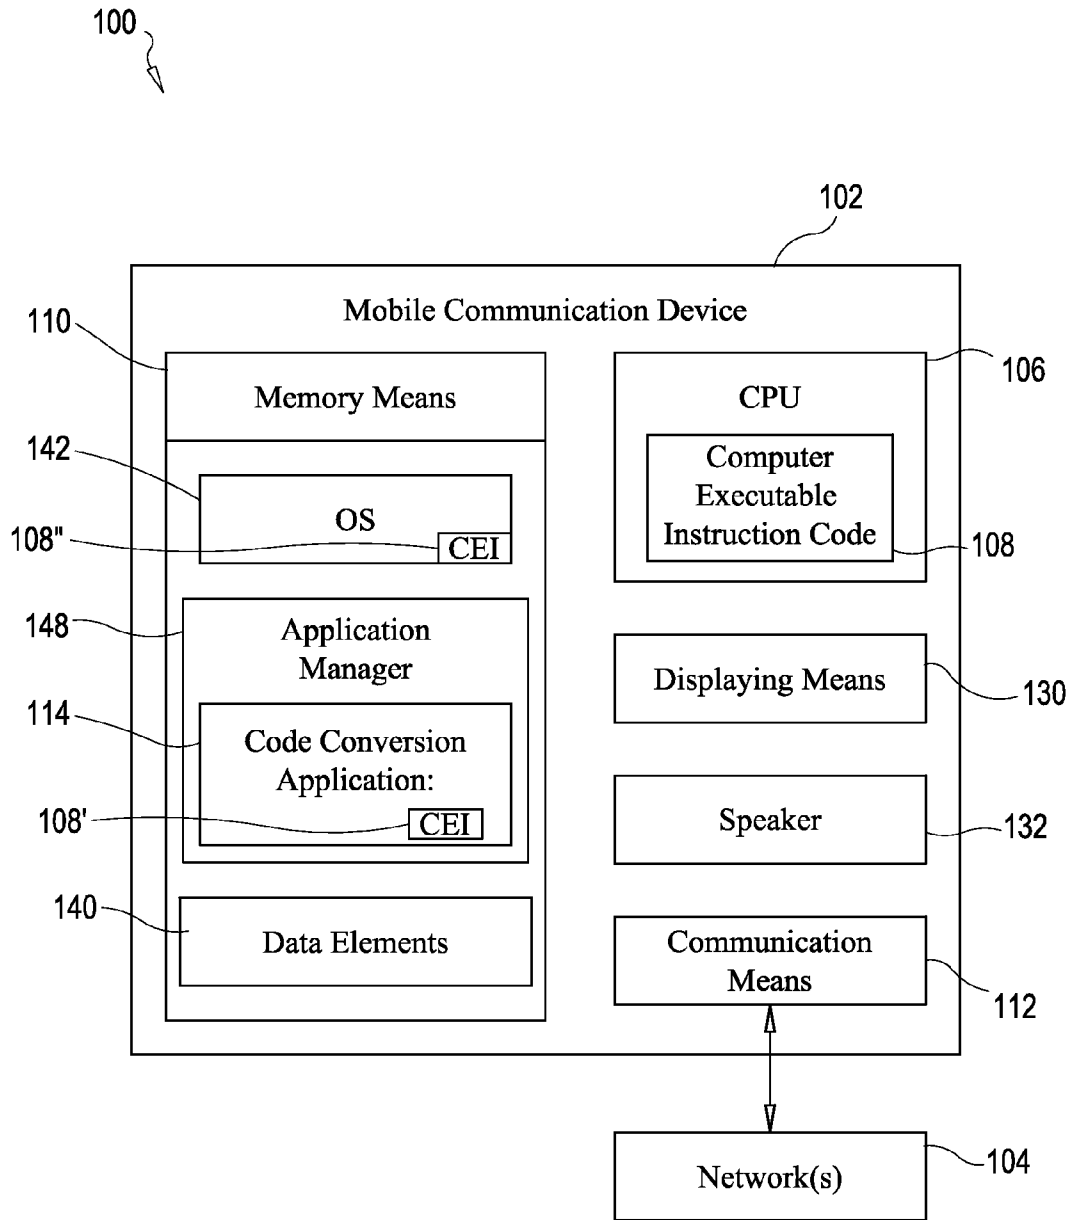 100
102
Mobile Communication Device
110
Memory Means
142
OS
108"
CEI
148
Application
Manager
114
Code Conversion
Application:
108'
CEI
140
Data Elements
106
CPU
Computer
Executable
Instruction Code
108
Displaying Means
130
Speaker
132
Communication
Means
112
Network(s)
104